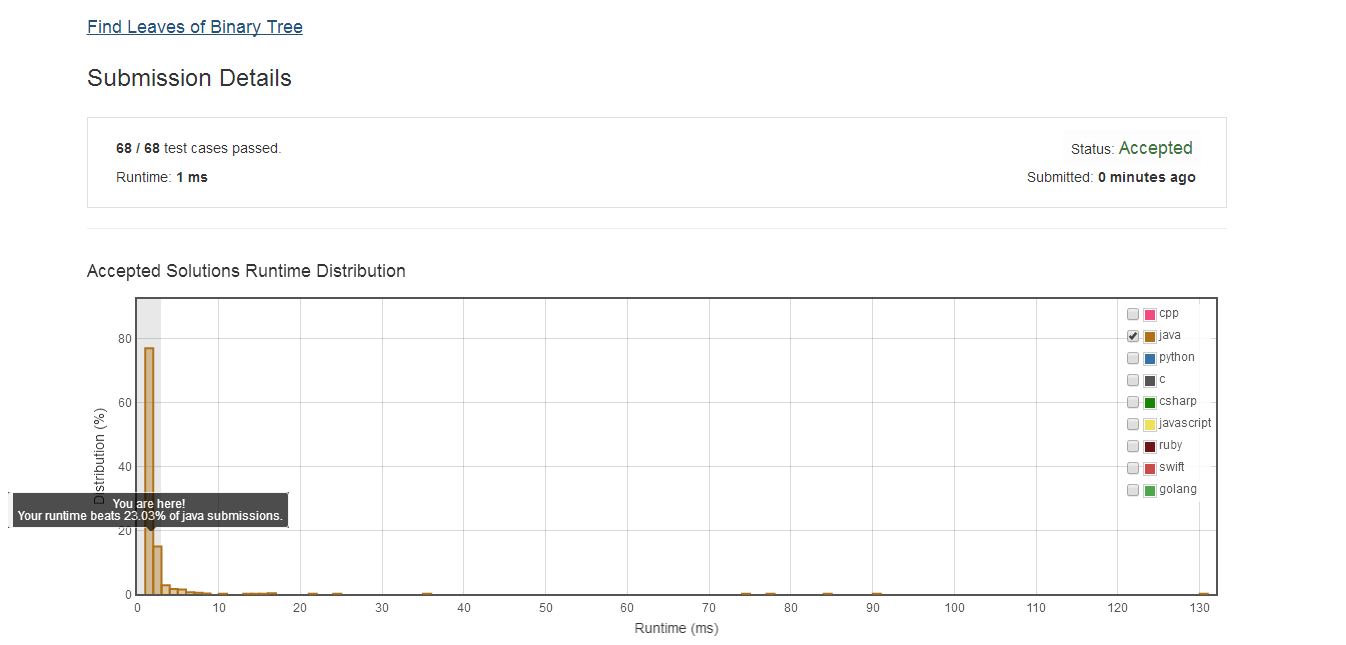 Find Leaves of Binary Tree
Submission Details
68 / 68 test cases passed.
Status: Accepted
Runtime: 1 ms
Submitted: 0 minutes ago
Accepted Solutions Runtime Distribution
cpp
java
python
c
csharp
javascript
ruby
swift
golang
Distribution (%)
80
60
40
20
0
You are here!
Your runtime beats 23.03% of java submissions.
0 10 20 30 40 50 60 70 80 90 100 110 120 130
Runtime (ms)